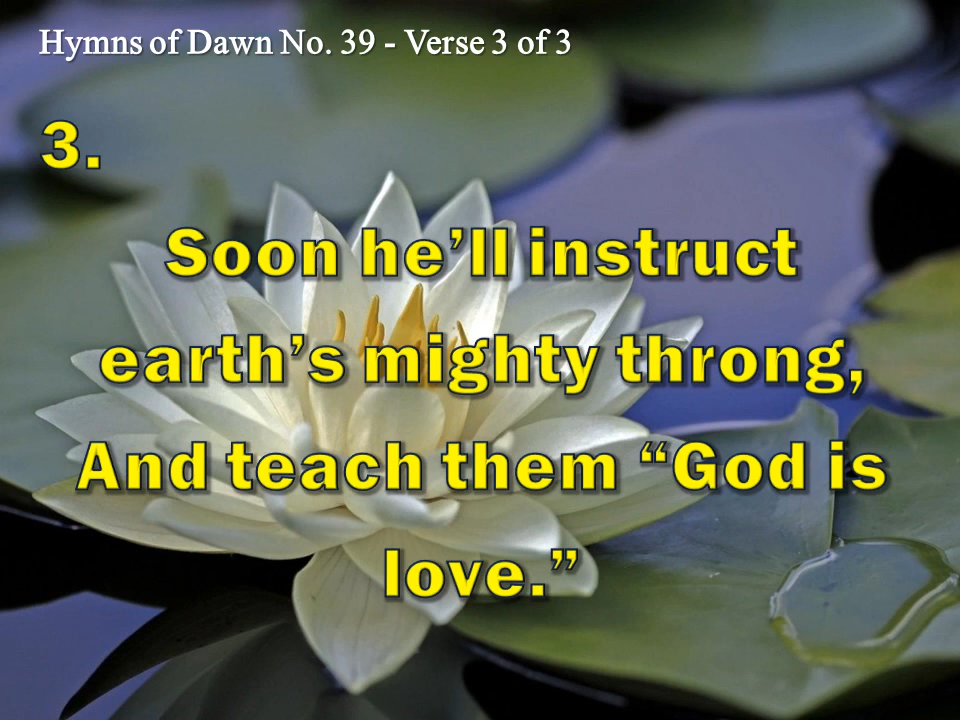 Hymns of Dawn No. 39 - Verse 3 of 3
3.
Soon he’ll instruct
earth’s mighty throng,
And teach them “God is
love.”